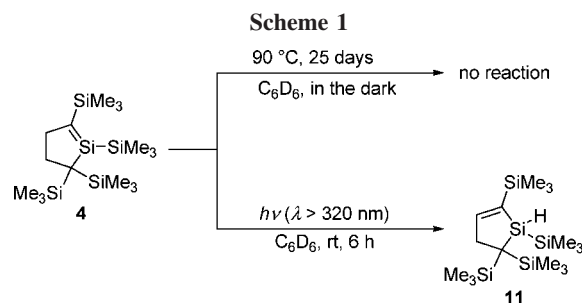 Scheme 1
90 °C, 25 days
C₆D₆, in the dark
no reaction
SiMe₃
Si–SiMe₃
Me₃Si SiMe₃
4
hν (λ > 320 nm)
C₆D₆, rt, 6 h
SiMe₃
Si H
SiMe₃
Me₃Si SiMe₃
11